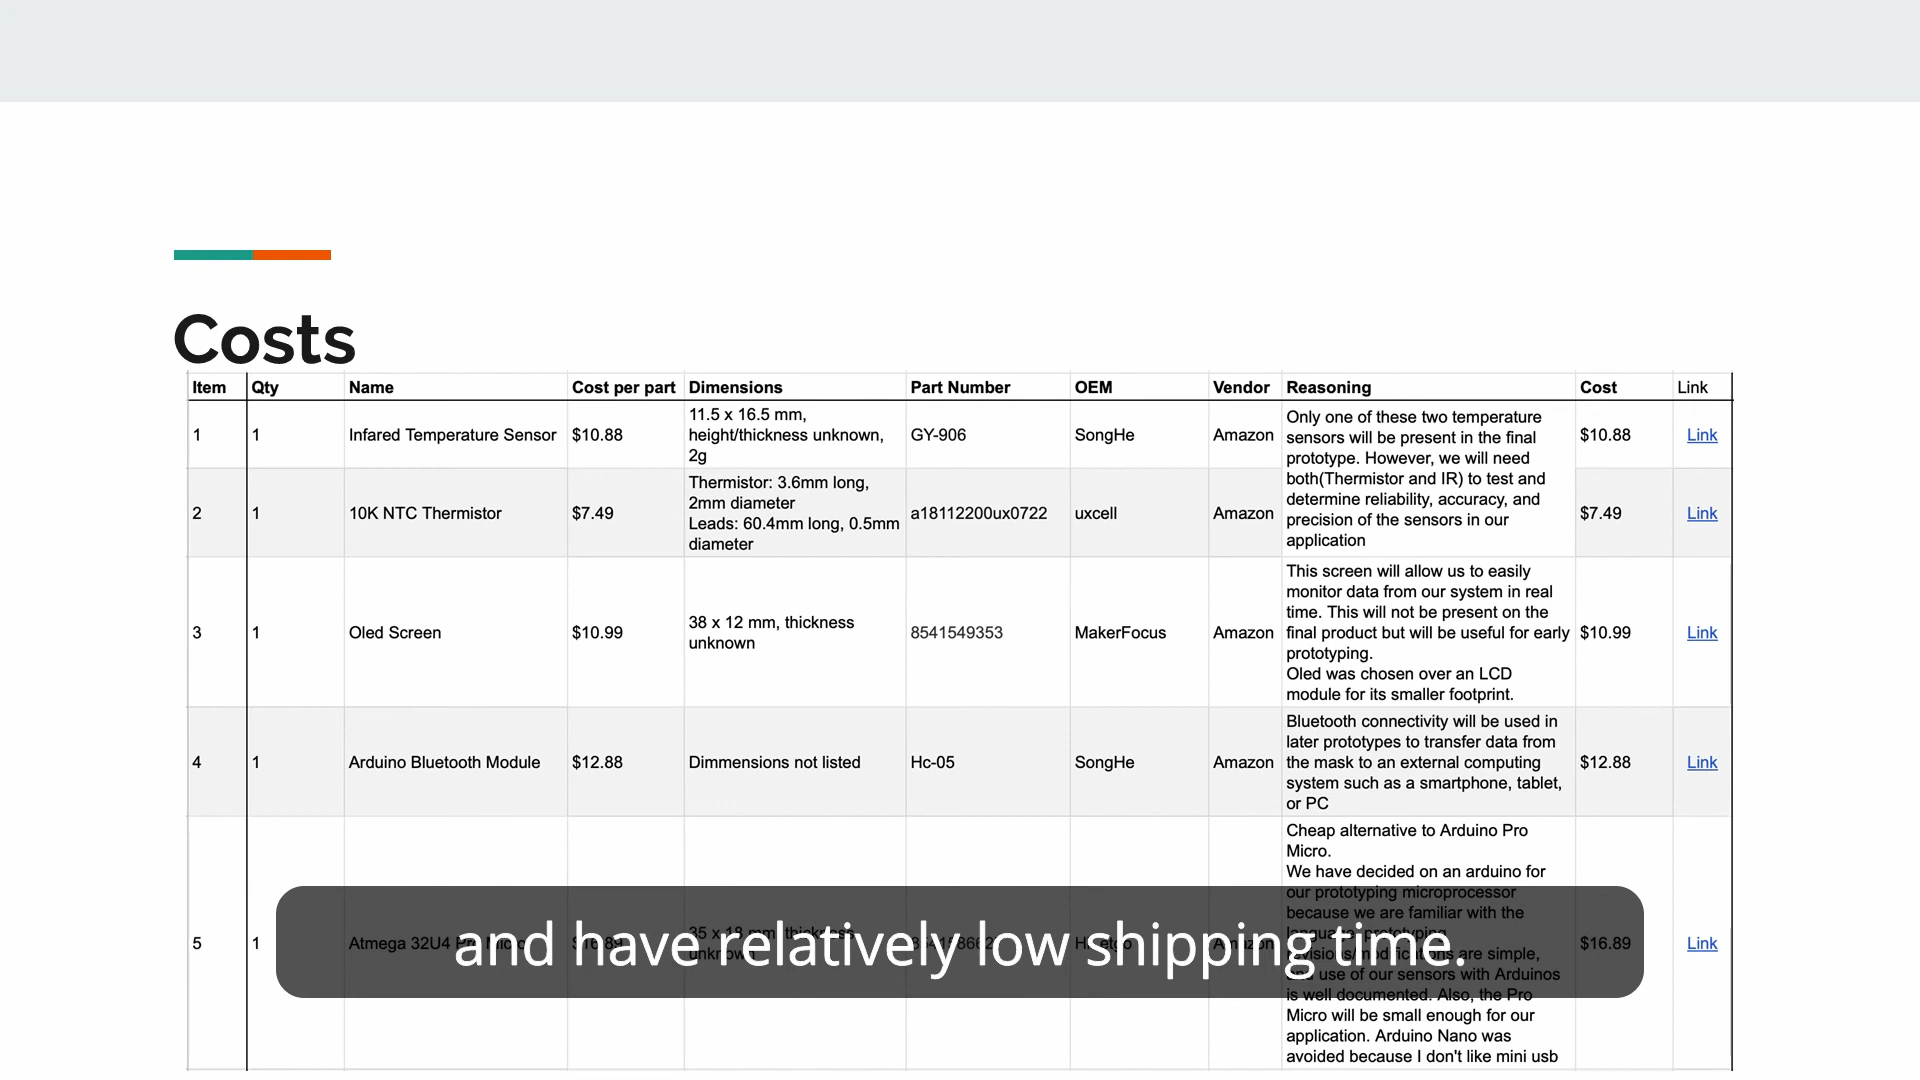 Costs
Item Qty Name Cost per part Dimensions Part Number OEM Vendor Reasoning Cost Link
1 1 Infared Temperature Sensor $10.88 11.5 x 16.5 mm,
height/thickness unknown,
2g GY-906 SongHe Amazon Only one of these two temperature
sensors will be present in the final
prototype. However, we will need
both(Thermistor and IR) to test and
determine reliability, accuracy, and
precision of the sensors in our
application $10.88 Link
2 1 10K NTC Thermistor $7.49 Thermistor: 3.6mm long,
2mm diameter
Leads: 60.4mm long, 0.5mm
diameter a18112200ux0722 uxcell Amazon $7.49 Link
3 1 Oled Screen $10.99 38 x 12 mm, thickness
unknown 8541549353 MakerFocus Amazon This screen will allow us to easily
monitor data from our system in real
time. This will not be present on the
final product but will be useful for early
prototyping.
Oled was chosen over an LCD
module for its smaller footprint. $10.99 Link
4 1 Arduino Bluetooth Module $12.88 Dimmensions not listed Hc-05 SongHe Amazon Bluetooth connectivity will be used in
later prototypes to transfer data from
the mask to an external computing
system such as a smartphone, tablet,
or PC $12.88 Link
5 1 Atmega 32U4 Pro Micro $16.89 35 x 18 mm, thickness
unknown Amazon Cheap alternative to Arduino Pro
Micro.
We have decided on an arduino for
our prototyping microprocessor
because we are familiar with the
language, prototyping
are simple,
and use of our sensors with Arduinos
is well documented. Also, the Pro
Micro will be small enough for our
application. Arduino Nano was
avoided because I don't like mini usb $16.89 Link
and have relatively low shipping time.